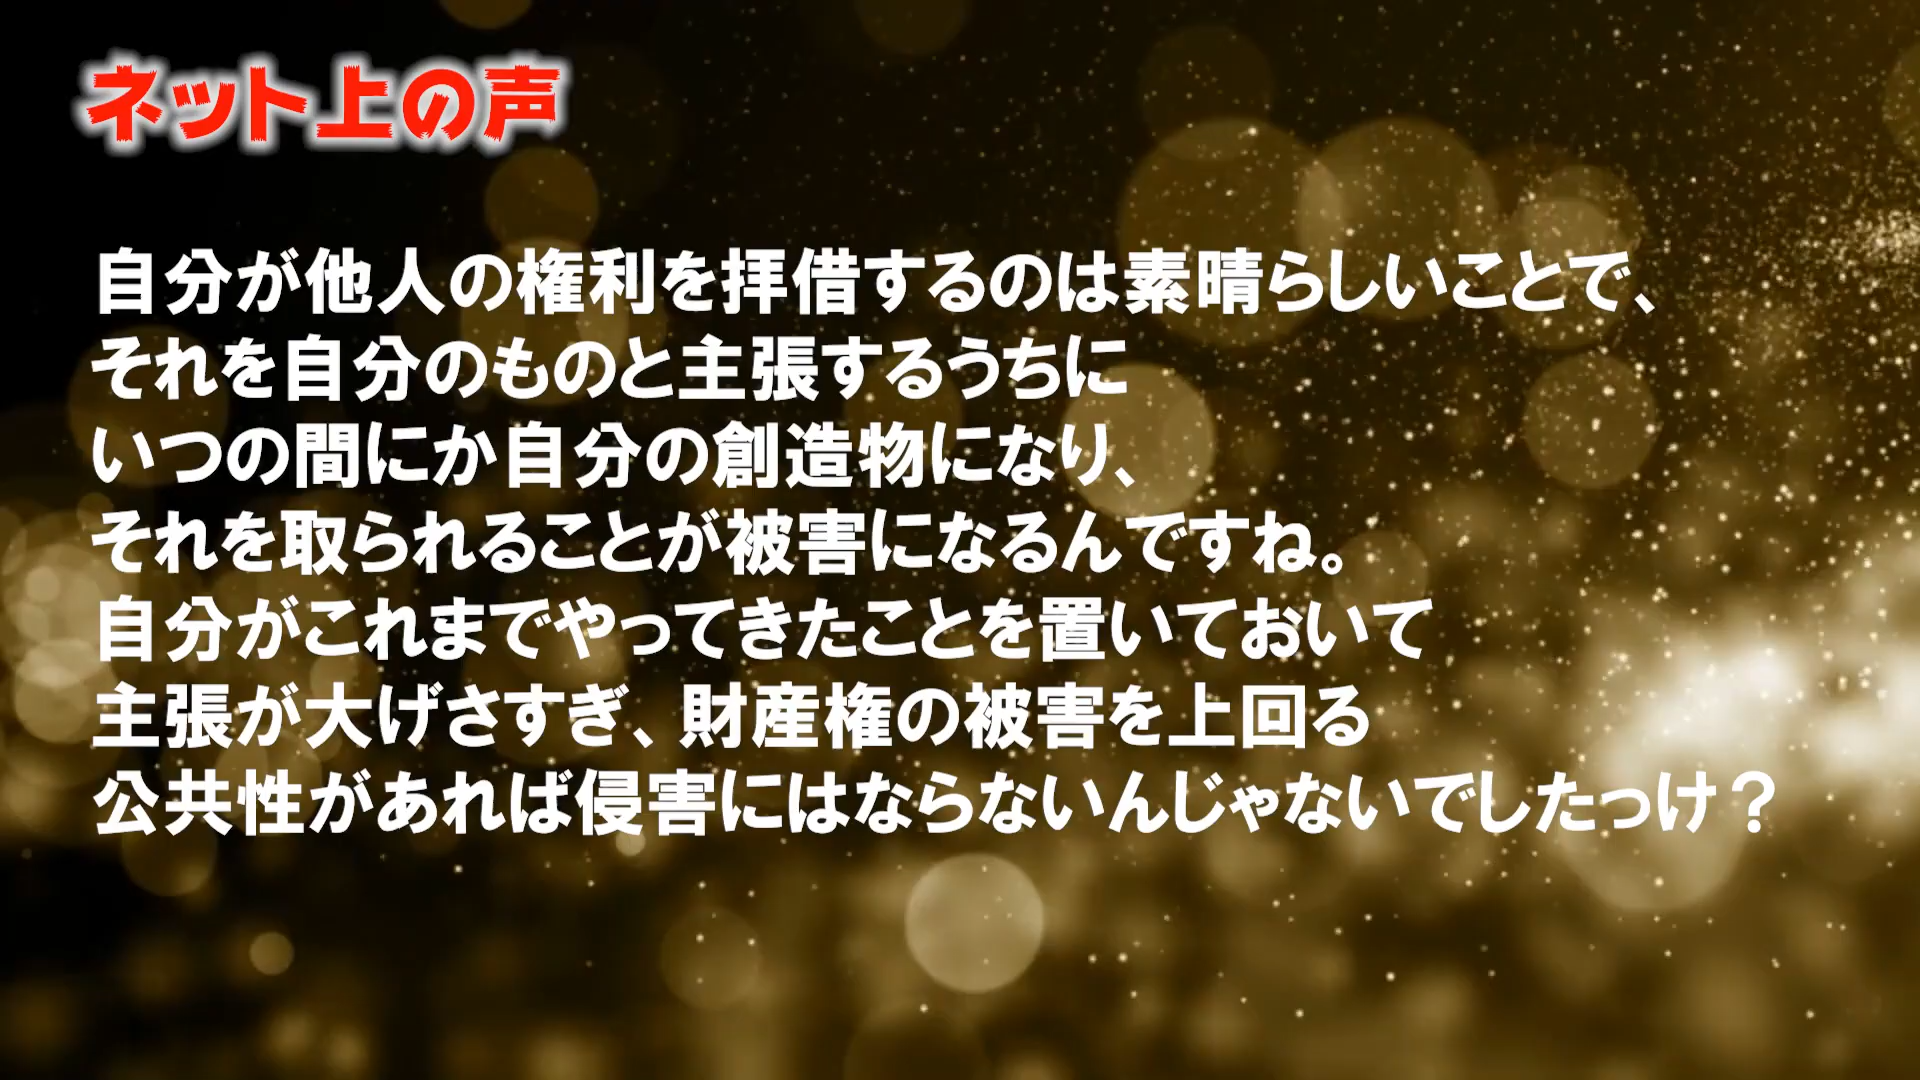 ネット上の声
自分が他人の権利を拝借するのは素晴らしいことで、
それを自分のものと主張するうちに
いつの間にか自分の創造物になり、
それを取られることが被害になるんですね。
自分がこれまでやってきたことを置いておいて
主張が大げさすぎ、財産権の被害を上回る
公共性があれば侵害にはならないんじゃないでしたっけ？